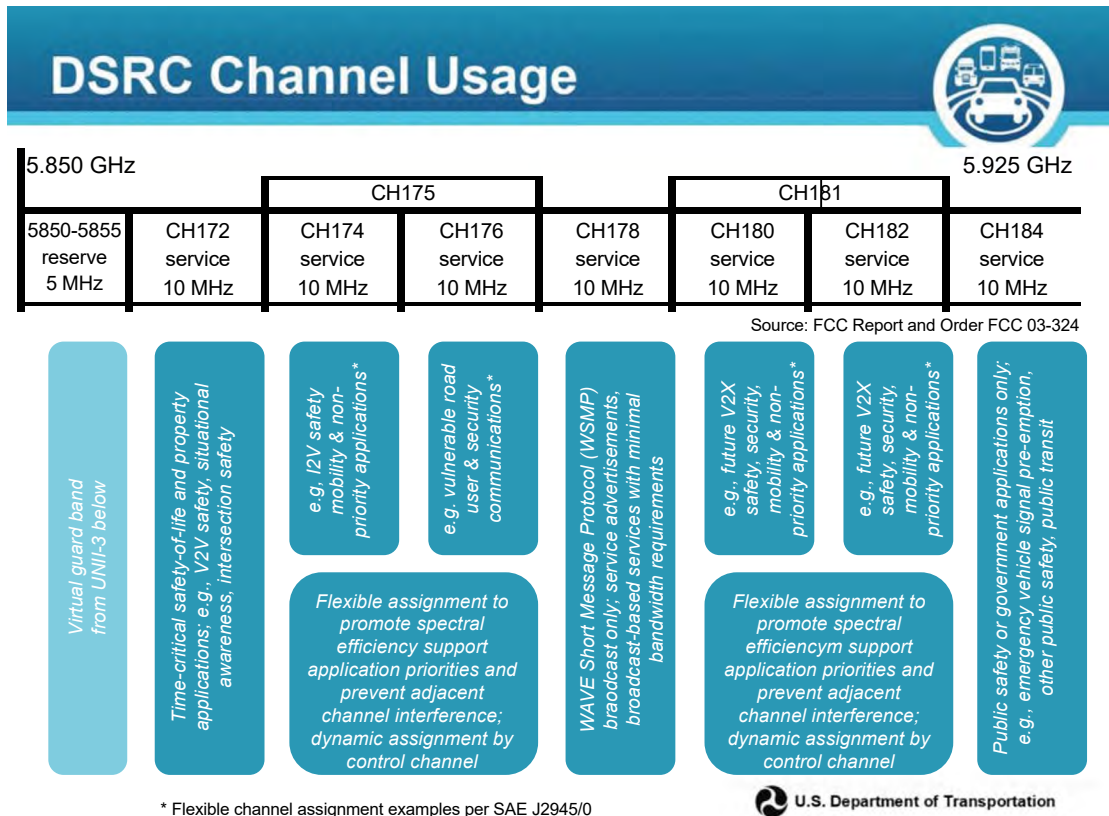 DSRC Channel Usage
5.850 GHz
5.925 GHz
CH175
CH181
5850-5855
reserve
5 MHz
CH172
service
10 MHz
CH174
service
10 MHz
CH176
service
10 MHz
CH178
service
10 MHz
CH180
service
10 MHz
CH182
service
10 MHz
CH184
service
10 MHz
Source: FCC Report and Order FCC 03-324
Virtual guard band
from UNII-3 below
Time-critical safety-of-life and property
applications; e.g., V2V safety, situational
awareness, intersection safety
e.g, I2V safety
mobility & non-
priority applications*
e.g. vulnerable road
user & security
communications*
Flexible assignment to
promote spectral
efficiency support
application priorities and
prevent adjacent
channel interference;
dynamic assignment by
control channel
WAVE Short Message Protocol (WSMP)
braodcast only; service advertisements,
broadcast-based services with minimal
bandwidth requirements
e.g., future V2X
safety, security,
mobility & non-
priority applications*
e.g., future V2X
safety, security,
mobility & non-
priority applications*
Flexible assignment to
promote spectral
efficiencym support
application priorities and
prevent adjacent
channel interference;
dynamic assignment by
control channel
Public safety or government applications only;
e.g., emergency vehicle signal pre-emption,
other public safety, public transit
* Flexible channel assignment examples per SAE J2945/0
U.S. Department of Transportation